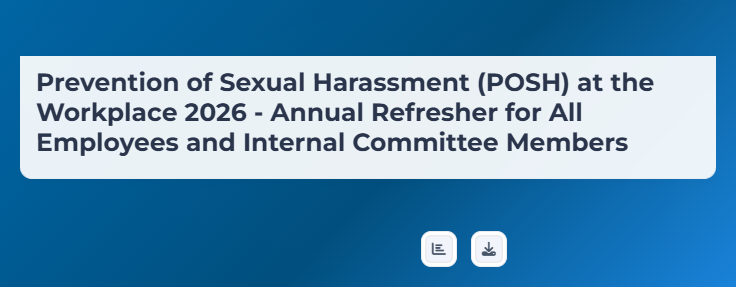 Prevention of Sexual Harassment (POSH) at the
Workplace 2026 - Annual Refresher for All
Employees and Internal Committee Members